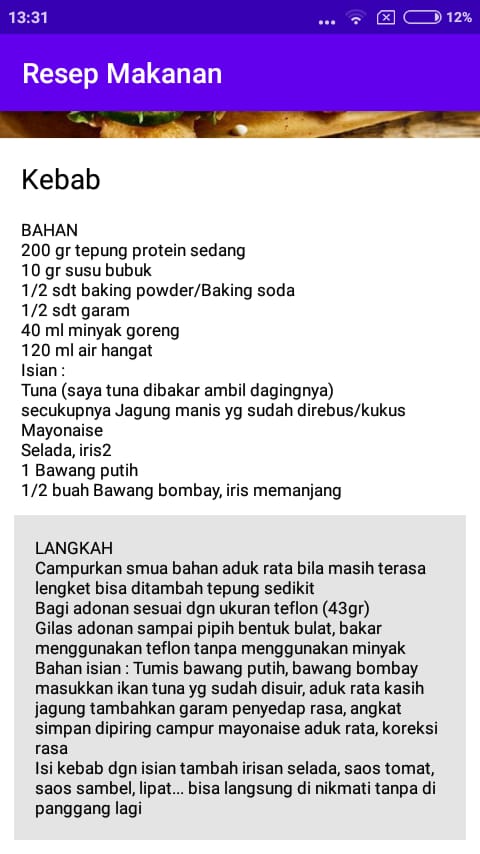 13:31
12%
Resep Makanan
Kebab
BAHAN
200 gr tepung protein sedang
10 gr susu bubuk
1/2 sdt baking powder/Baking soda
1/2 sdt garam
40 ml minyak goreng
120 ml air hangat
Isian :
Tuna (saya tuna dibakar ambil dagingnya)
secukupnya Jagung manis yg sudah direbus/kukus
Mayonaise
Selada, iris2
1 Bawang putih
1/2 buah Bawang bombay, iris memanjang
LANGKAH
Campurkan smua bahan aduk rata bila masih terasa
lengket bisa ditambah tepung sedikit
Bagi adonan sesuai dgn ukuran teflon (43gr)
Gilas adonan sampai pipih bentuk bulat, bakar
menggunakan teflon tanpa menggunakan minyak
Bahan isian : Tumis bawang putih, bawang bombay
masukkan ikan tuna yg sudah disuir, aduk rata kasih
jagung tambahkan garam penyedap rasa, angkat
simpan dipiring campur mayonaise aduk rata, koreksi
rasa
Isi kebab dgn isian tambah irisan selada, saos tomat,
saos sambel, lipat... bisa langsung di nikmati tanpa di
panggang lagi